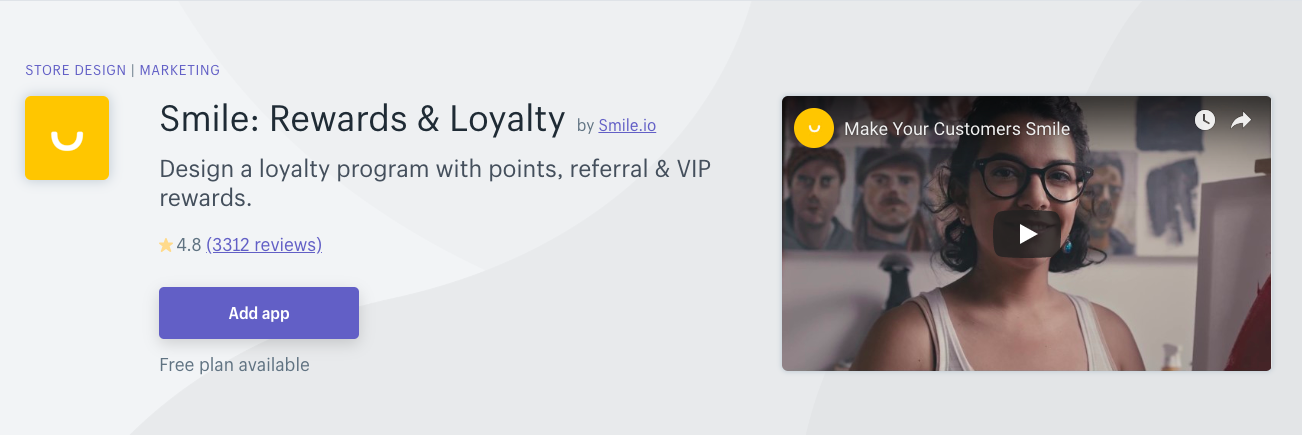 STORE DESIGN | MARKETING
Smile: Rewards & Loyalty by Smile.io
Design a loyalty program with points, referral & VIP
rewards.
4.8 (3312 reviews)
Add app
Free plan available
Make Your Customers Smile